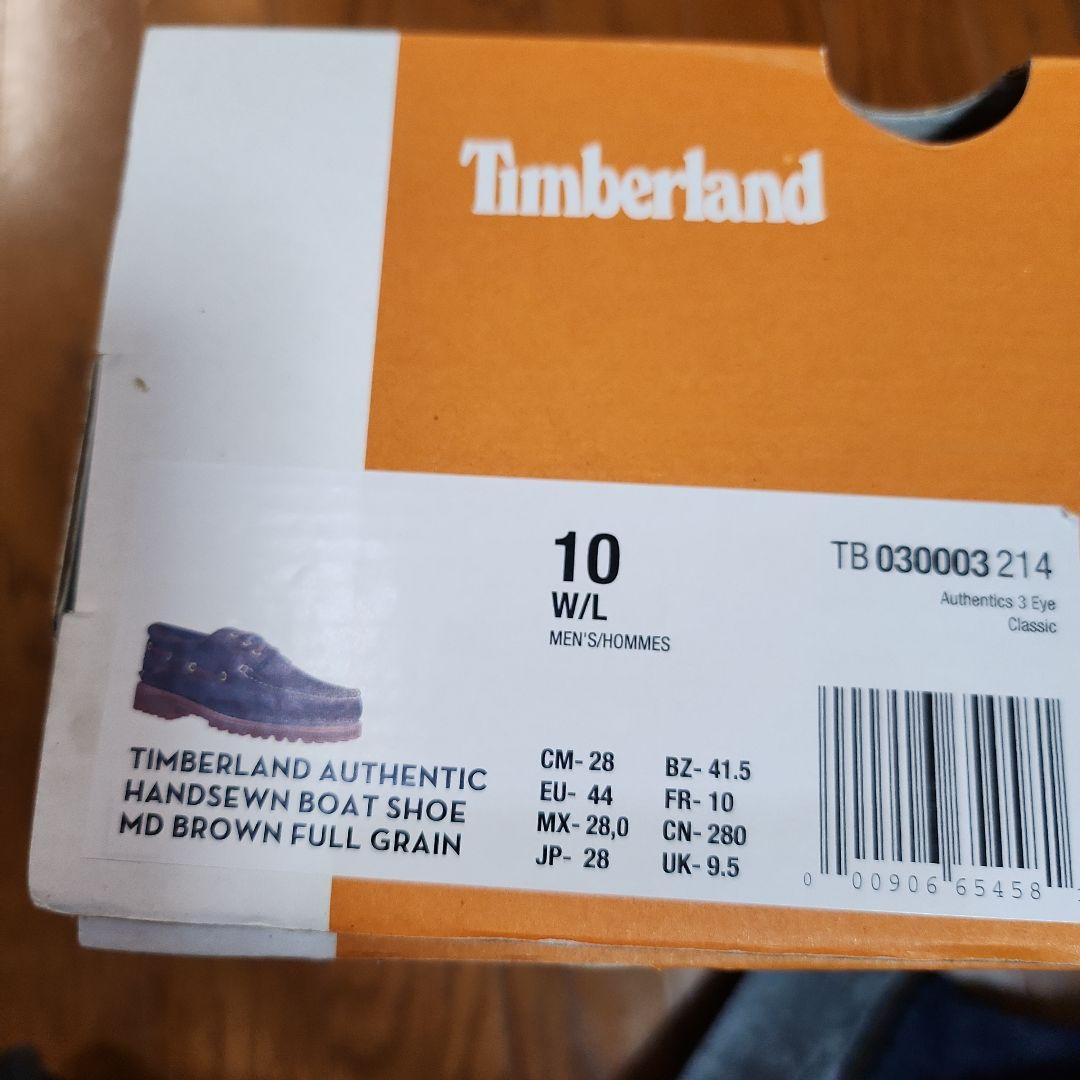 Timberland
10
W/L
MEN'S/HOMMES
TB 030003 214
Authentics 3 Eye
Classic
TIMBERLAND AUTHENTIC
HANDSEWN BOAT SHOE
MD BROWN FULL GRAIN
CM- 28 BZ- 41.5
EU- 44 FR- 10
MX- 28,0 CN- 280
JP- 28 UK- 9.5
0 00906 65458